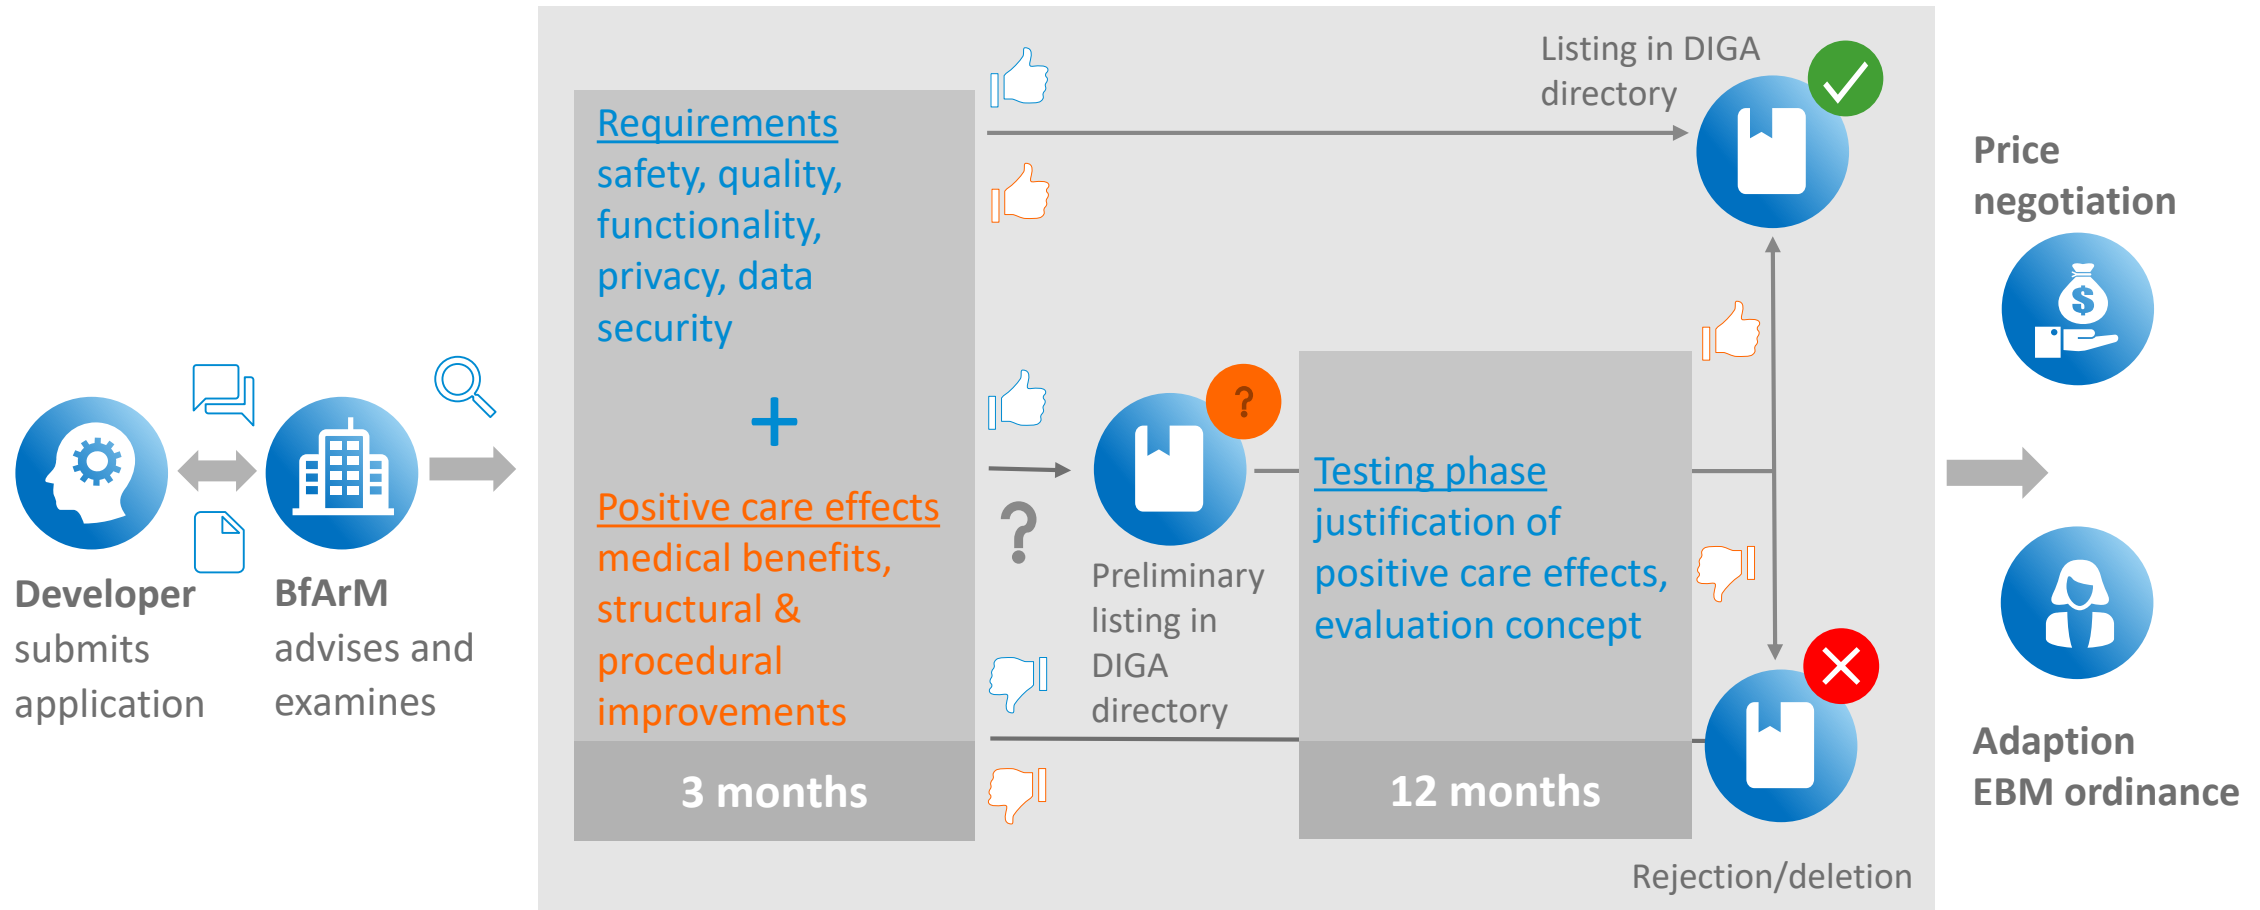 Developer
submits
application
BfArM
advises and
examines
Requirements
safety, quality,
functionality,
privacy, data
security
+
Positive care effects
medical benefits,
structural &
procedural
improvements
3 months
?
?
Preliminary
listing in
DIGA
directory
Testing phase
justification of
positive care effects,
evaluation concept
12 months
Listing in DIGA
directory
Rejection/deletion
Price
negotiation
$
Adaption
EBM ordinance